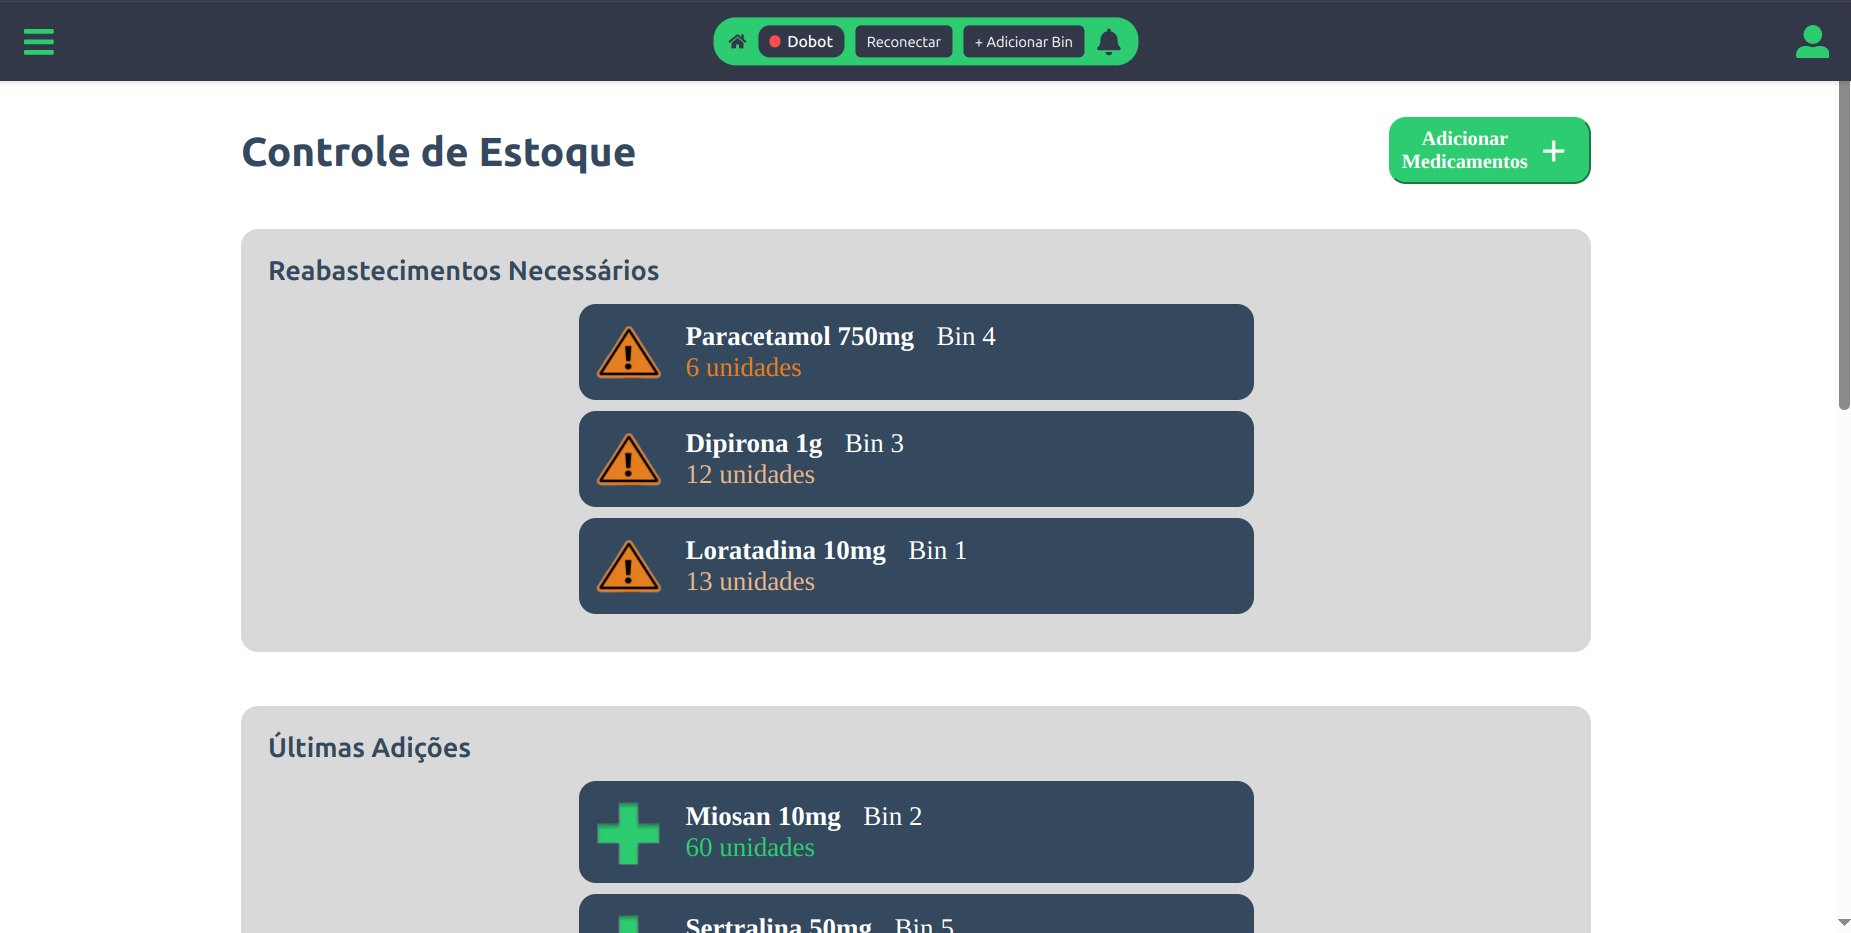 Dobot Reconectar + Adicionar Bin
Controle de Estoque
Adicionar
Medicamentos
Reabastecimentos Necessários
Paracetamol 750mg Bin 4
6 unidades
Dipirona 1g Bin 3
12 unidades
Loratadina 10mg Bin 1
13 unidades
Últimas Adições
Miosan 10mg Bin 2
60 unidades
Sertralina 50mg Bin 5